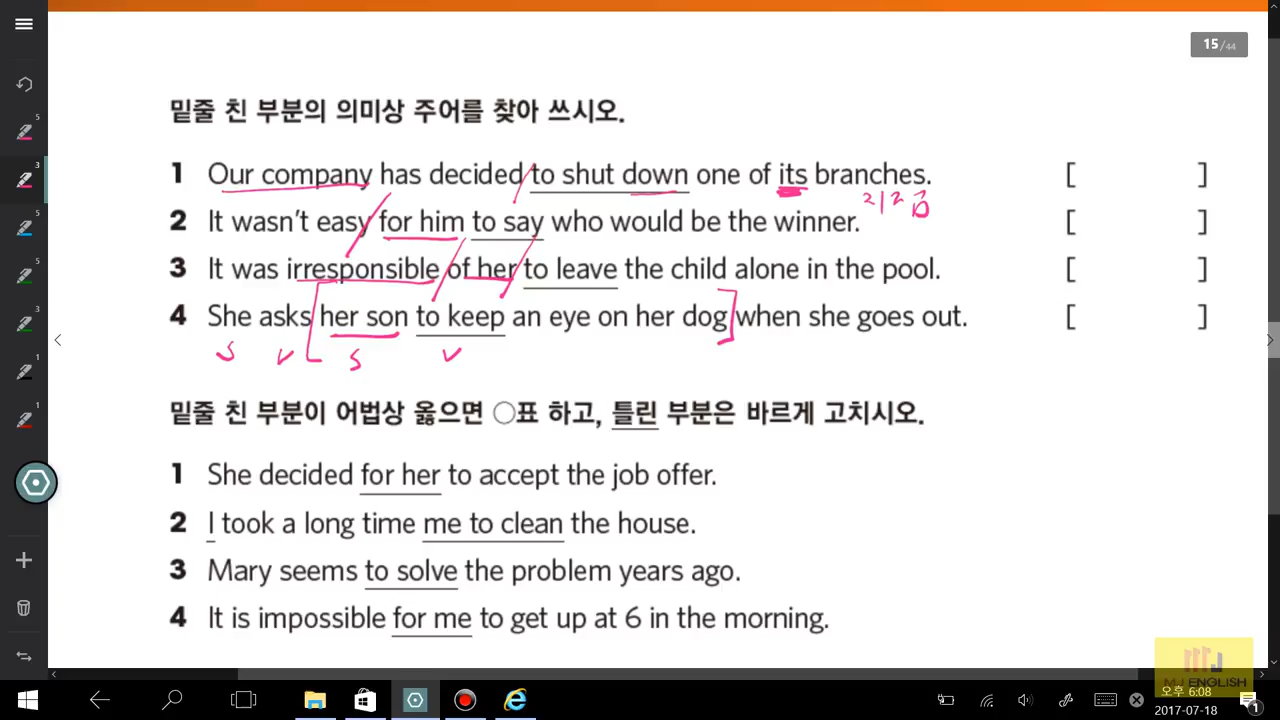 15/44
밑줄 친 부분의 의미상 주어를 찾아 쓰시오.
1 Our company has decided to shut down one of its branches. [ ]
2 It wasn't easy for him to say who would be the winner. [ ]
3 It was irresponsible of her to leave the child alone in the pool. [ ]
4 She asks her son to keep an eye on her dog when she goes out. [ ]
S V S V
밑줄 친 부분이 어법상 옳으면 ○표 하고, 틀린 부분은 바르게 고치시오.
1 She decided for her to accept the job offer.
2 I took a long time me to clean the house.
3 Mary seems to solve the problem years ago.
4 It is impossible for me to get up at 6 in the morning.
MJ ENGLISH
오후 6:08
2017-07-18